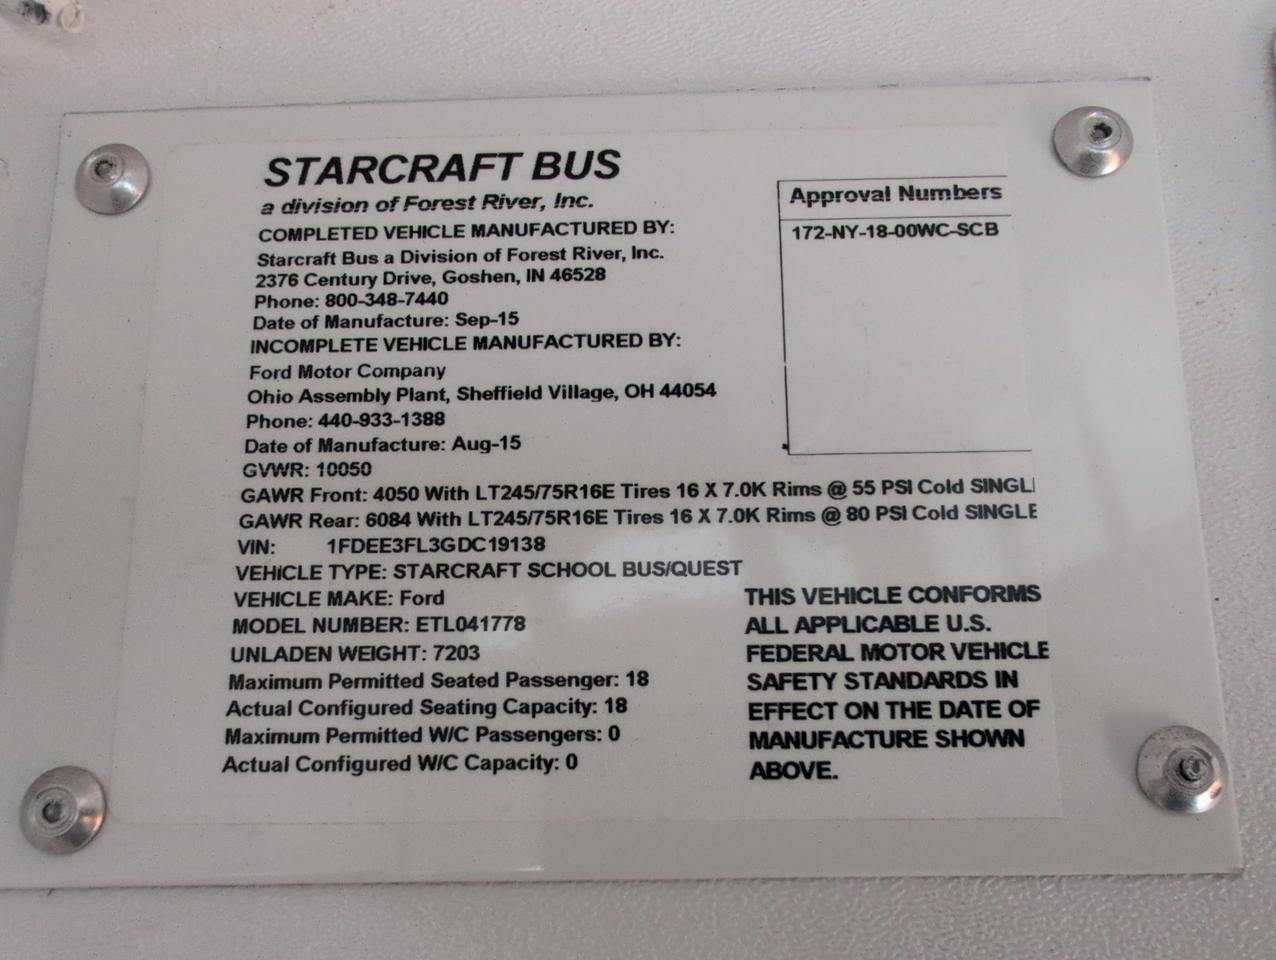 STARCRAFT BUS
a division of Forest River, Inc.
COMPLETED VEHICLE MANUFACTURED BY:
Starcraft Bus a Division of Forest River, Inc.
2376 Century Drive, Goshen, IN 46528
Phone: 800-348-7440
Date of Manufacture: Sep-15
INCOMPLETE VEHICLE MANUFACTURED BY:
Ford Motor Company
Ohio Assembly Plant, Sheffield Village, OH 44054
Phone: 440-933-1388
Date of Manufacture: Aug-15
GVWR: 10050
Approval Numbers
172-NY-18-00WC-SCB
GAWR Front: 4050 With LT245/75R16E Tires 16 X 7.0K Rims @ 55 PSI Cold SINGL
GAWR Rear: 6084 With LT245/75R16E Tires 16 X 7.0K Rims @ 80 PSI Cold SINGLE
VIN: 1FDEE3FL3GDC19138
VEHICLE TYPE: STARCRAFT SCHOOL BUS/QUEST
VEHICLE MAKE: Ford
MODEL NUMBER: ETL041778
UNLADEN WEIGHT: 7203
Maximum Permitted Seated Passenger: 18
Actual Configured Seating Capacity: 18
Maximum Permitted W/C Passengers: 0
Actual Configured W/C Capacity: 0
THIS VEHICLE CONFORMS
ALL APPLICABLE U.S.
FEDERAL MOTOR VEHICLE
SAFETY STANDARDS IN
EFFECT ON THE DATE OF
MANUFACTURE SHOWN
ABOVE.